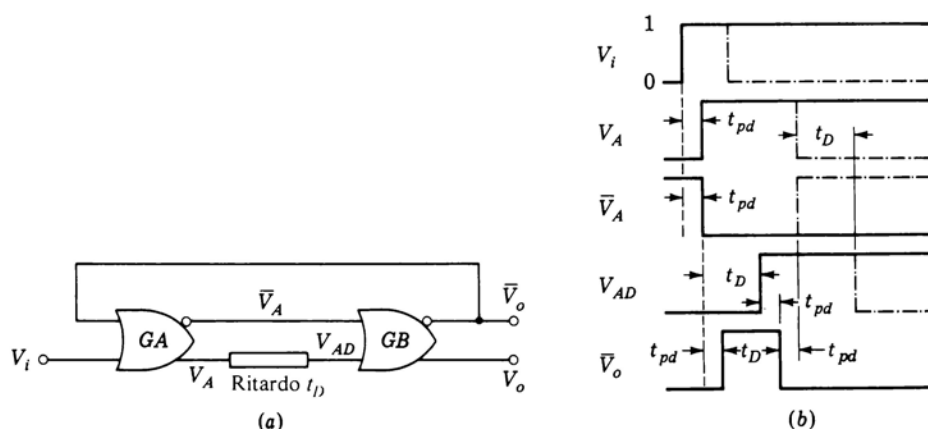 GA
GB
V̄_A
V̄_o
V_i
V_A
V_AD
V_o
Ritardo t_D
(a)
1
V_i
0
V_A
t_pd
t_D
V̄_A
t_pd
V_AD
t_D
t_pd
V̄_o
t_pd
t_D
t_pd
(b)